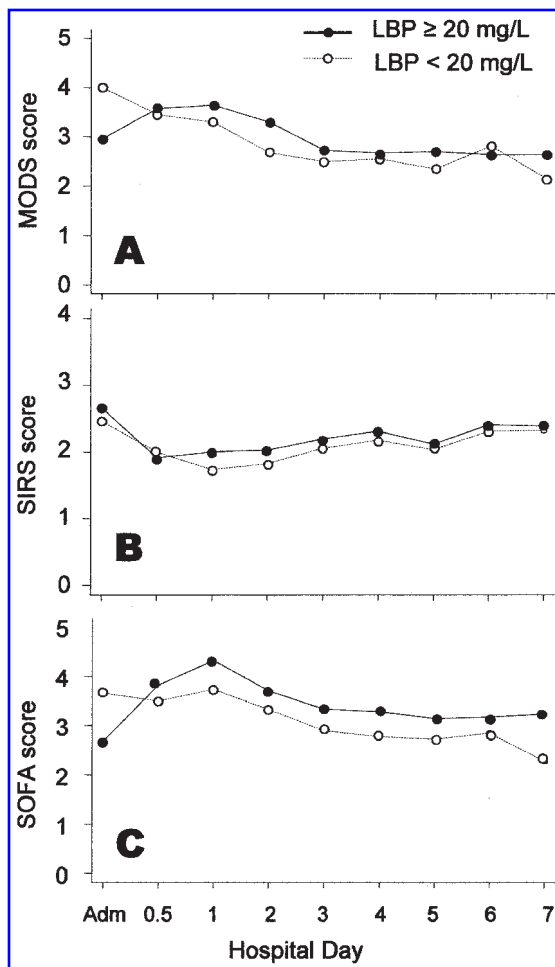 LBP ≥ 20 mg/L
LBP < 20 mg/L
MODS score
5
4
3
2
1
0
A
SIRS score
4
3
2
1
0
B
SOFA score
5
4
3
2
1
0
C
Adm 0.5 1 2 3 4 5 6 7
Hospital Day